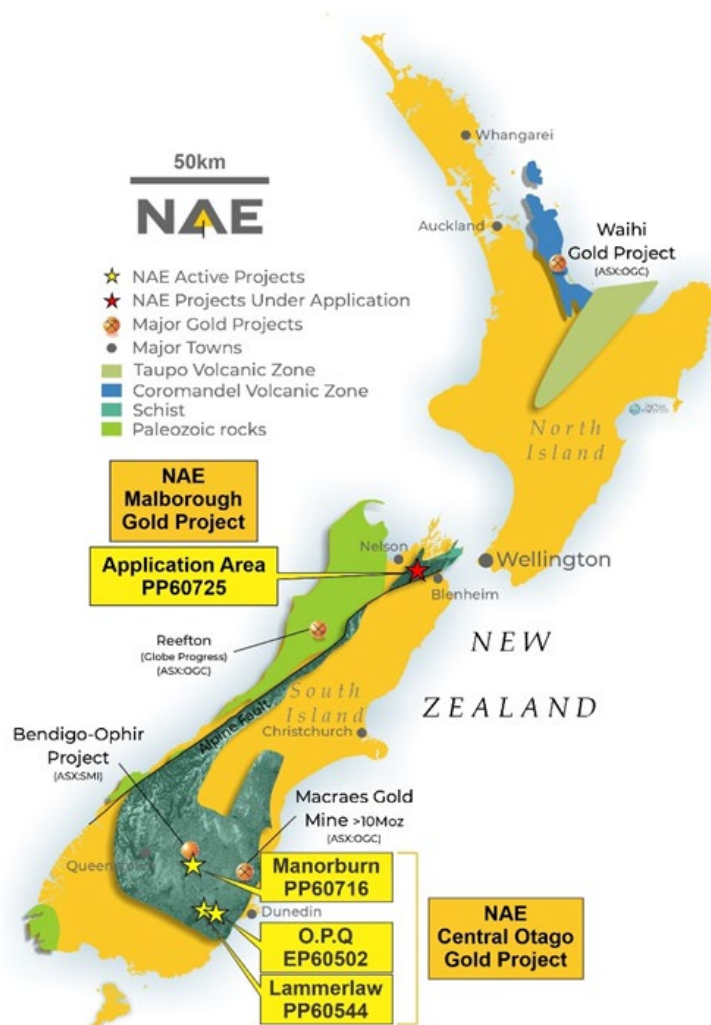 Whangarei
50km
NAE
Auckland
Waihi
Gold Project
(ASX:OGC)
NAE Active Projects
NAE Projects Under Application
Major Gold Projects
Major Towns
Taupo Volcanic Zone
Coromandel Volcanic Zone
Schist
Paleozoic rocks
North
Island
NAE
Malborough
Gold Project
Application Area
PP60725
Nelson
Wellington
Blenheim
Reefton
(Globe Progress)
(ASX:OGC)
NEW
ZEALAND
South
Island
Alpine Fault
Christchurch
Bendigo-Ophir
Project
(ASX:SMI)
Macraes Gold
Mine >10Moz
(ASX:OGC)
Manorburn
PP60716
Dunedin
O.P.Q
EP60502
Lammerlaw
PP60544
NAE
Central Otago
Gold Project